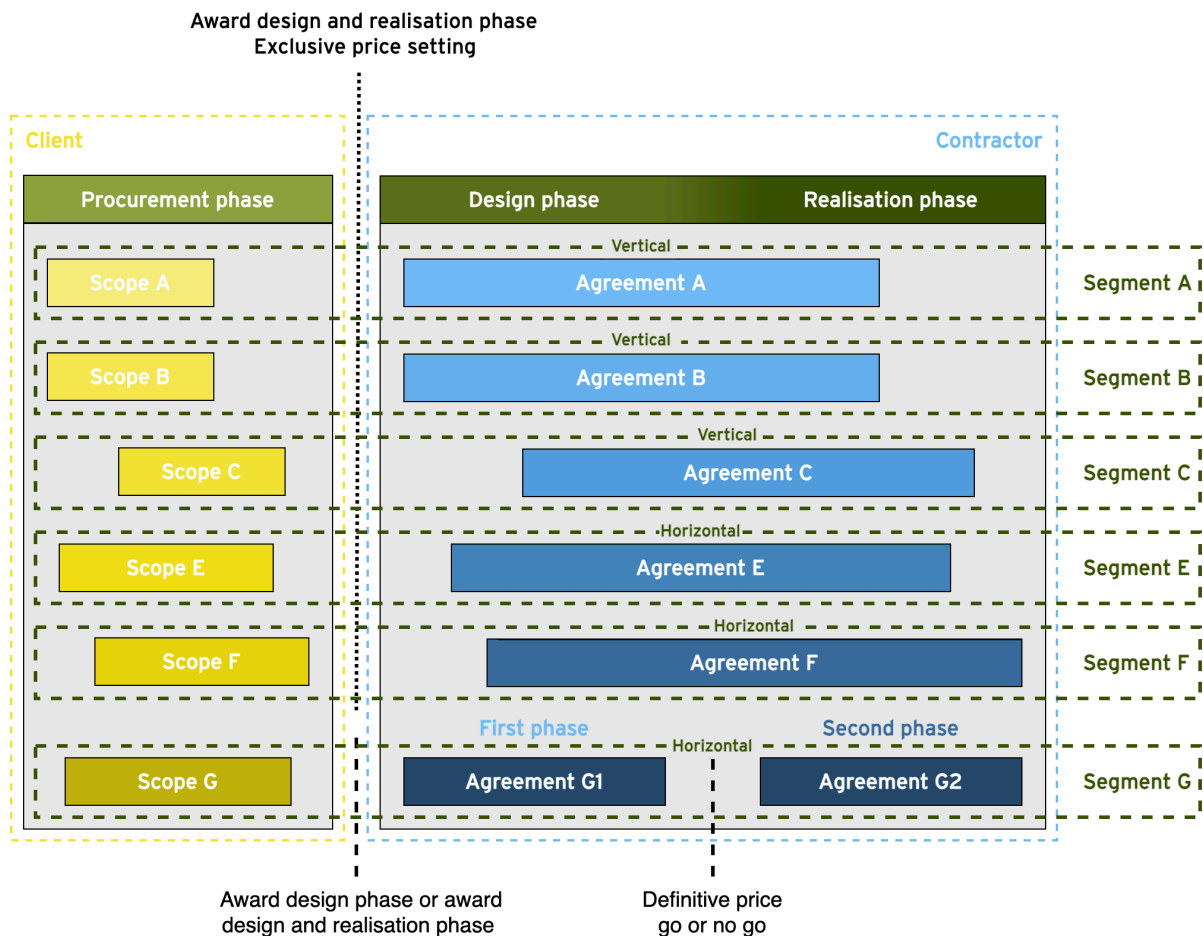 Award design and realisation phase
Exclusive price setting
Client
Contractor
Procurement phase
Design phase
Realisation phase
Vertical
Scope A
Agreement A
Segment A
Vertical
Scope B
Agreement B
Segment B
Vertical
Scope C
Agreement C
Segment C
Horizontal
Scope E
Agreement E
Segment E
Horizontal
Scope F
Agreement F
Segment F
First phase
Second phase
Horizontal
Scope G
Agreement G1
Agreement G2
Segment G
Award design phase or award
design and realisation phase
Definitive price
go or no go